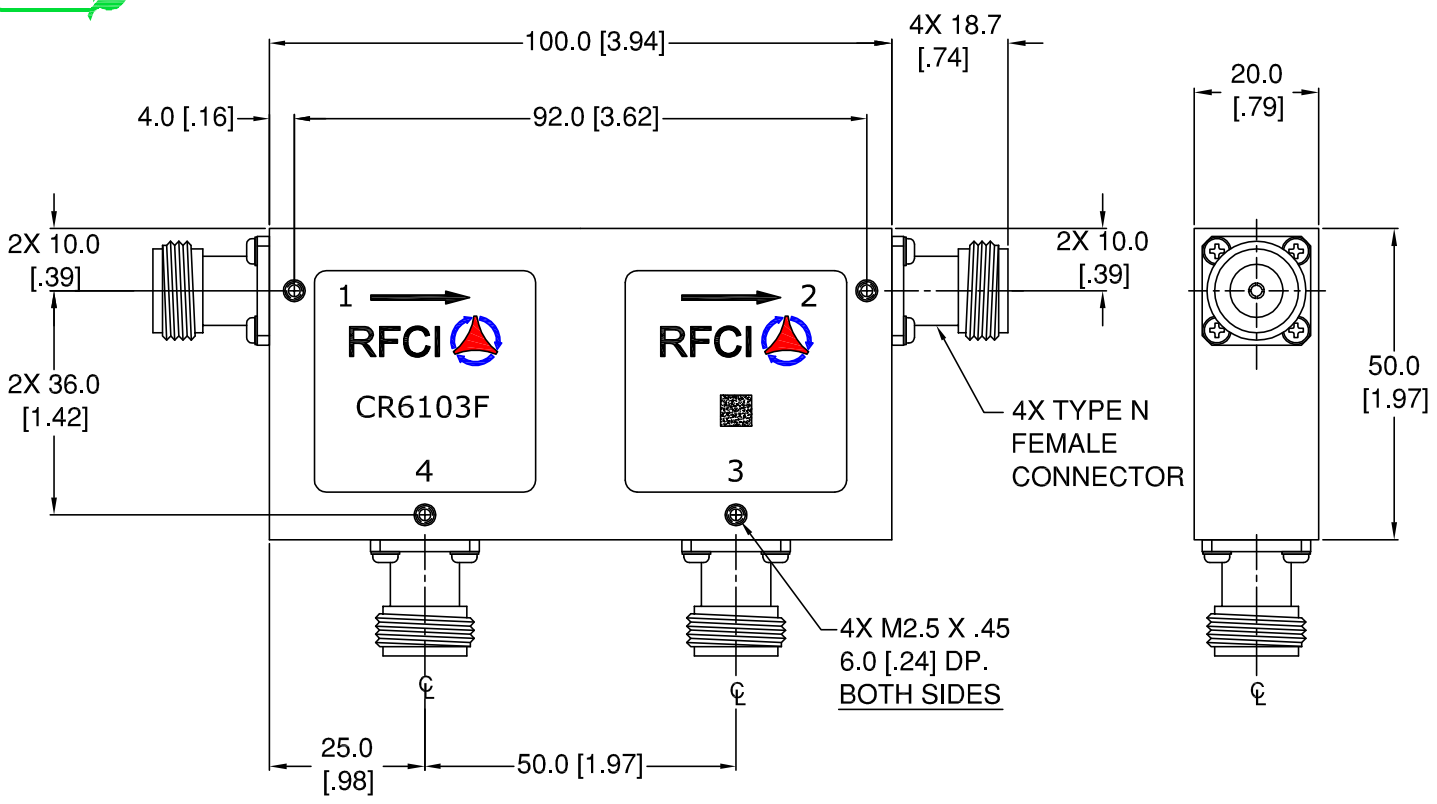 100.0 [3.94]
4X 18.7
[.74]
20.0
[.79]
4.0 [.16]
92.0 [3.62]
2X 10.0
[.39]
2X 10.0
[.39]
1
2
RFCI
RFCI
2X 36.0
[1.42]
50.0
[1.97]
CR6103F
4X TYPE N
FEMALE
CONNECTOR
4
3
4X M2.5 X .45
6.0 [.24] DP.
BOTH SIDES
℄
℄
℄
25.0
[.98]
50.0 [1.97]